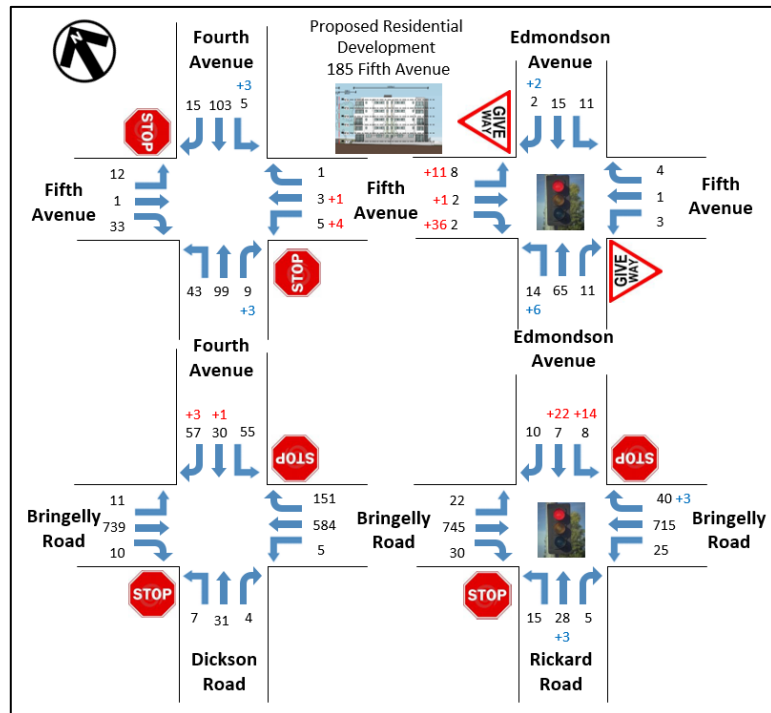 N
Fourth
Avenue
Proposed Residential
Development
185 Fifth Avenue
Edmondson
Avenue
+3
15 103 5
STOP
+2
2 15 11
GIVE
WAY
12
1
33
Fifth
Avenue
1
3 +1
5 +4
Fifth
Avenue
+11 8
+1 2
+36 2
4
1
3
Fifth
Avenue
43 99 9
+3
STOP
14 65 11
+6
GIVE
WAY
Fourth
Avenue
Edmondson
Avenue
+3 +1
57 30 55
STOP
+22 +14
10 7 8
STOP
11
739
10
Bringelly
Road
151
584
5
22
745
30
Bringelly
Road
40 +3
715
25
Bringelly
Road
STOP
7 31 4
STOP
15 28 5
+3
Dickson
Road
Rickard
Road